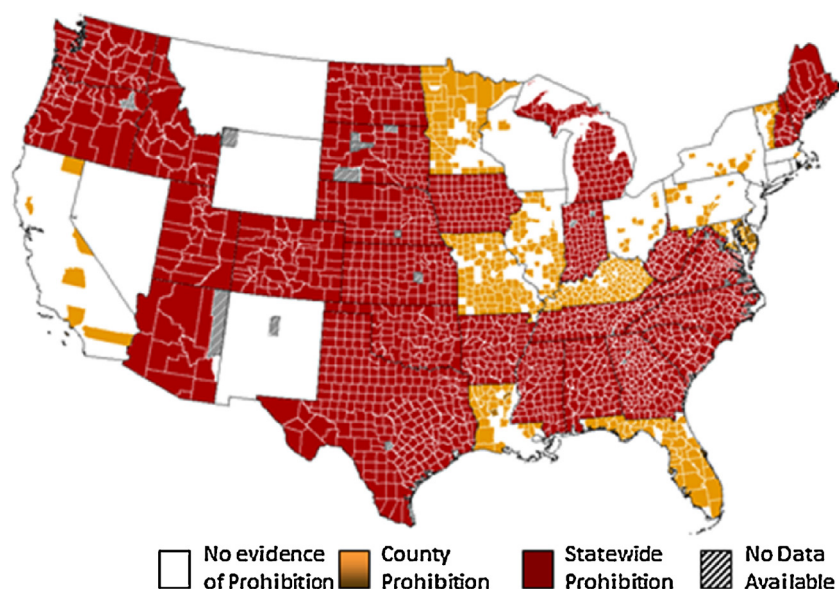 No evidence
of Prohibition
County
Prohibition
Statewide
Prohibition
No Data
Available